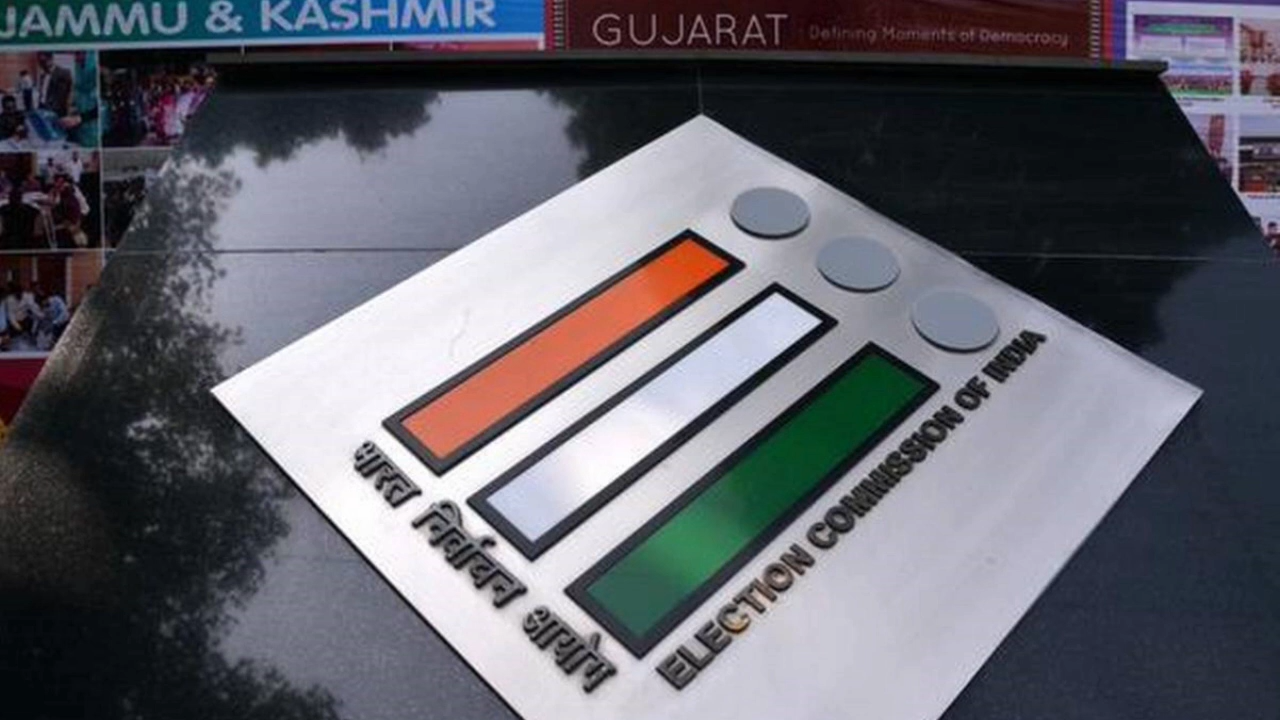 JAMMU & KASHMIR
GUJARAT Defining Moments of Democracy
भारत निर्वाचन आयोग
ELECTION COMMISSION OF INDIA